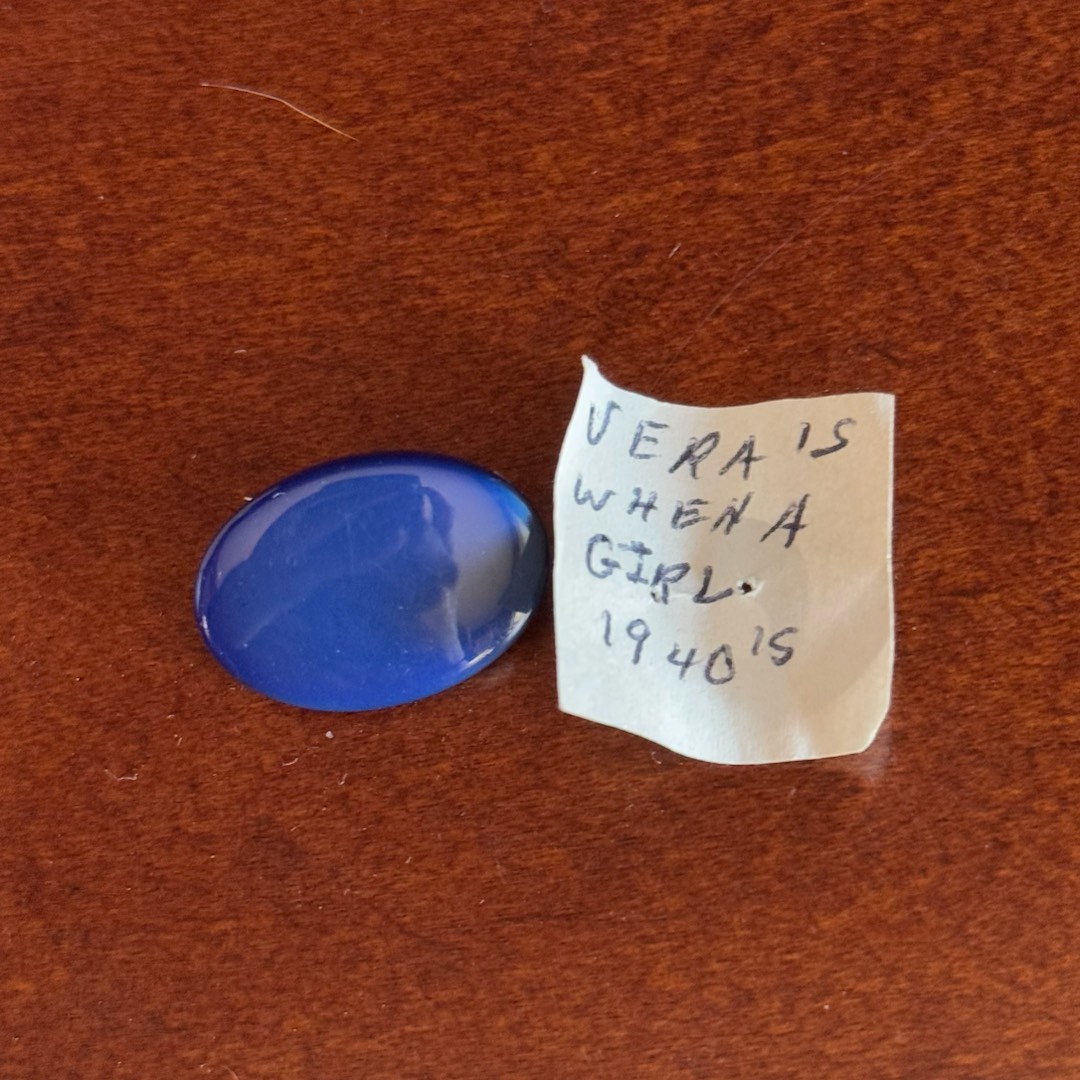 VERA'S
WHEN A
GIRL.
1940'S